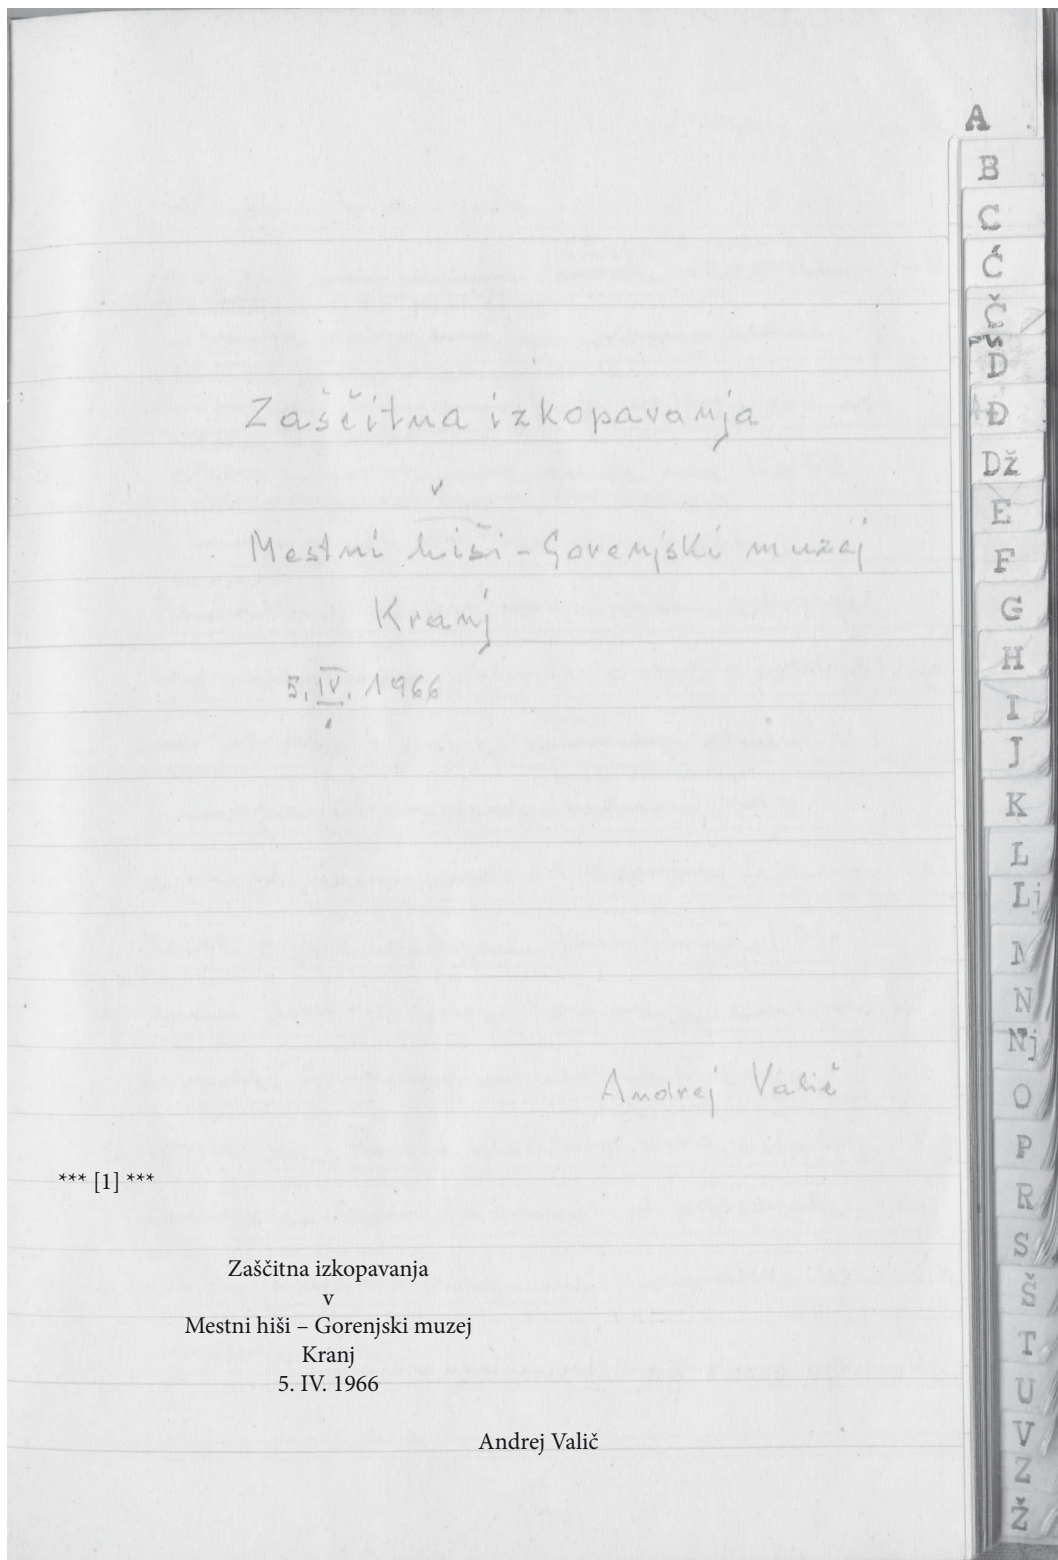 Zaščitna izkopavanja
v
Mestni hiši - Gorenjski muzej
Kranj
5. IV. 1966
Andrej Valič
*** [1] ***
Zaščitna izkopavanja
v
Mestni hiši – Gorenjski muzej
Kranj
5. IV. 1966
Andrej Valič
A
B
C
Ć
Č
D
Đ
Dž
E
F
G
H
I
J
K
L
Lj
N
Nj
O
P
R
S
Š
T
U
V
Z
Ž